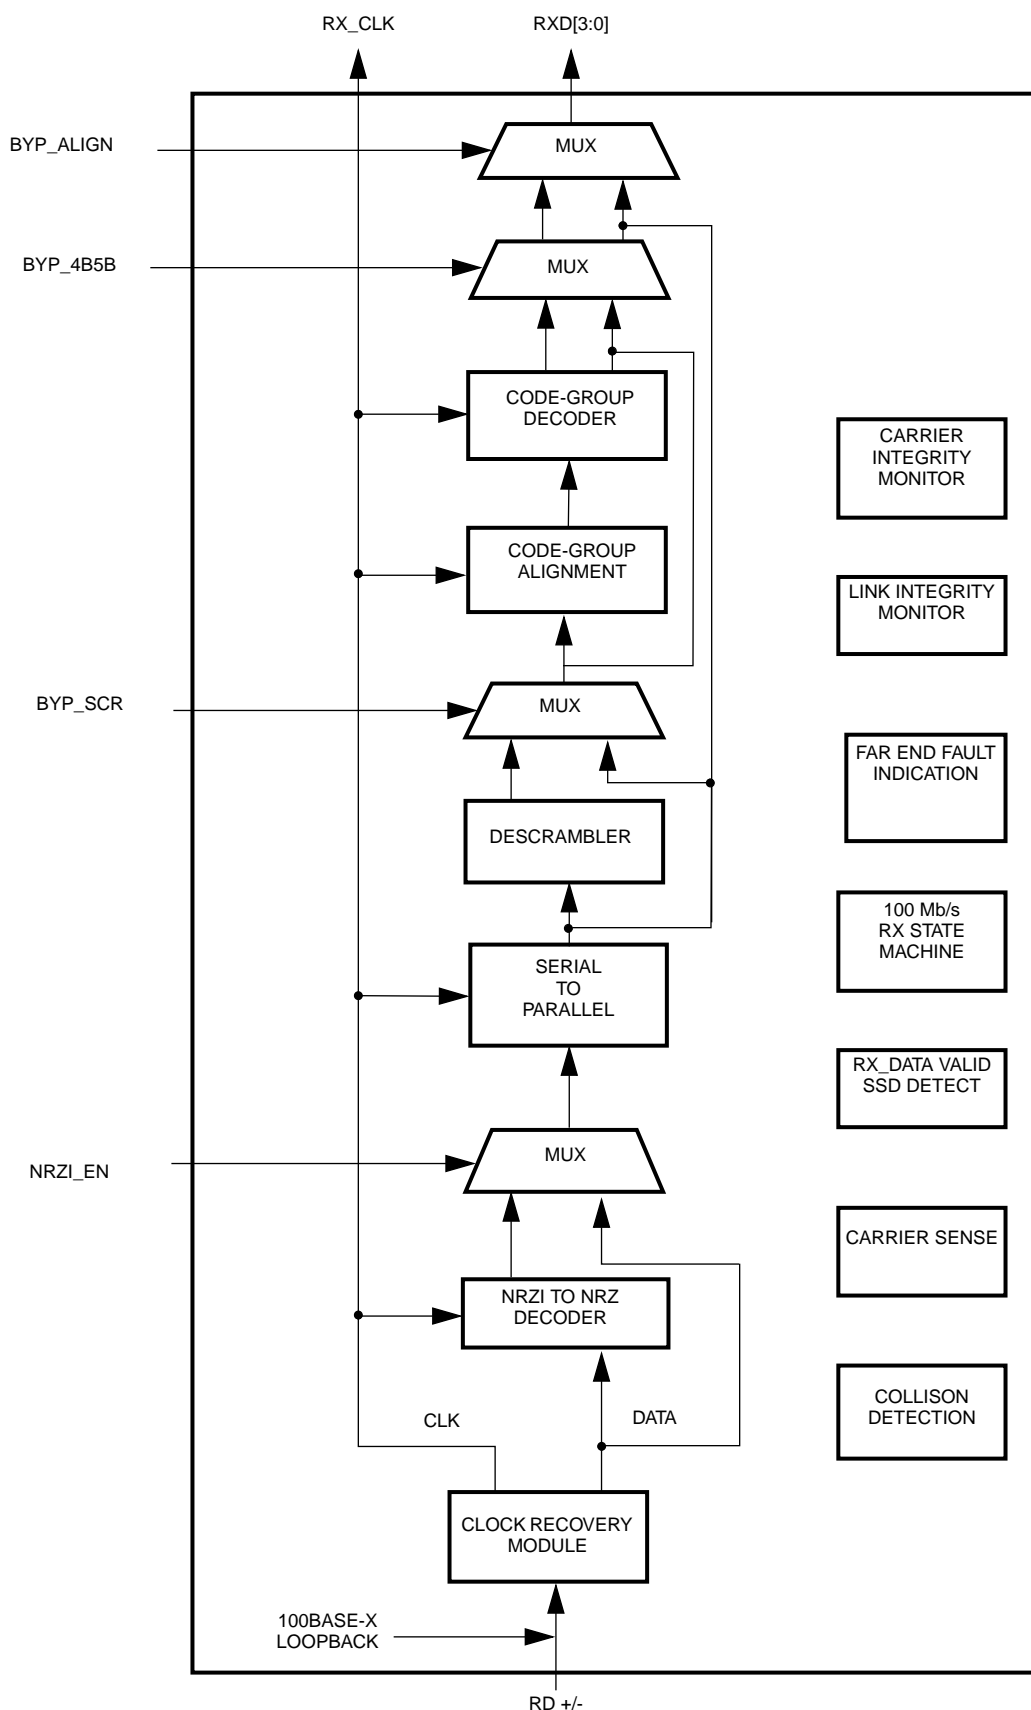 RX_CLK
RXD[3:0]
BYP_ALIGN
MUX
BYP_4B5B
MUX
CODE-GROUP
DECODER
CARRIER
INTEGRITY
MONITOR
CODE-GROUP
ALIGNMENT
LINK INTEGRITY
MONITOR
BYP_SCR
MUX
FAR END FAULT
INDICATION
DESCRAMBLER
100 Mb/s
RX STATE
MACHINE
SERIAL
TO
PARALLEL
RX_DATA VALID
SSD DETECT
NRZI_EN
MUX
CARRIER SENSE
NRZI TO NRZ
DECODER
COLLISON
DETECTION
CLK
DATA
CLOCK RECOVERY
MODULE
100BASE-X
LOOPBACK
RD +/-